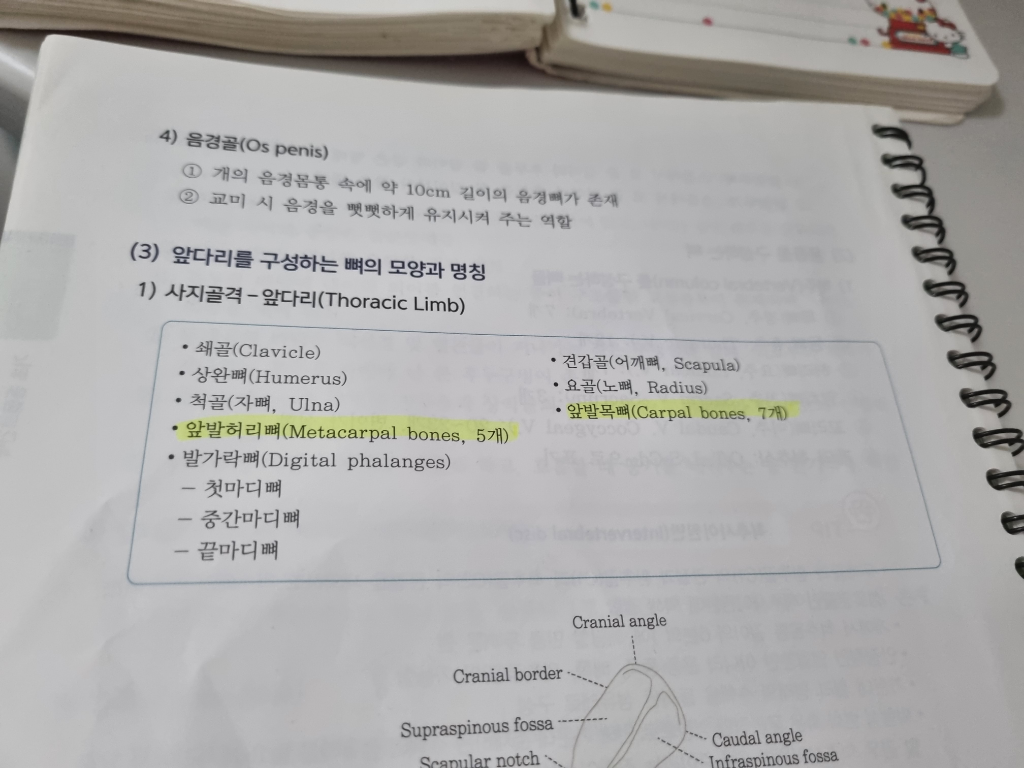 4) 음경골(Os penis)
① 개의 음경몸통 속에 약 10cm 길이의 음경뼈가 존재
② 교미 시 음경을 뻣뻣하게 유지시켜 주는 역할
(3) 앞다리를 구성하는 뼈의 모양과 명칭
1) 사지골격 – 앞다리(Thoracic Limb)
• 쇄골(Clavicle)
• 상완뼈(Humerus)
• 척골(자뼈, Ulna)
• 앞발허리뼈(Metacarpal bones, 5개)
• 발가락뼈(Digital phalanges)
– 첫마디뼈
– 중간마디뼈
– 끝마디뼈
• 견갑골(어깨뼈, Scapula)
• 요골(노뼈, Radius)
• 앞발목뼈(Carpal bones, 7개)
Cranial angle
Cranial border
Supraspinous fossa
Caudal angle
Scapular notch
Infraspinous fossa